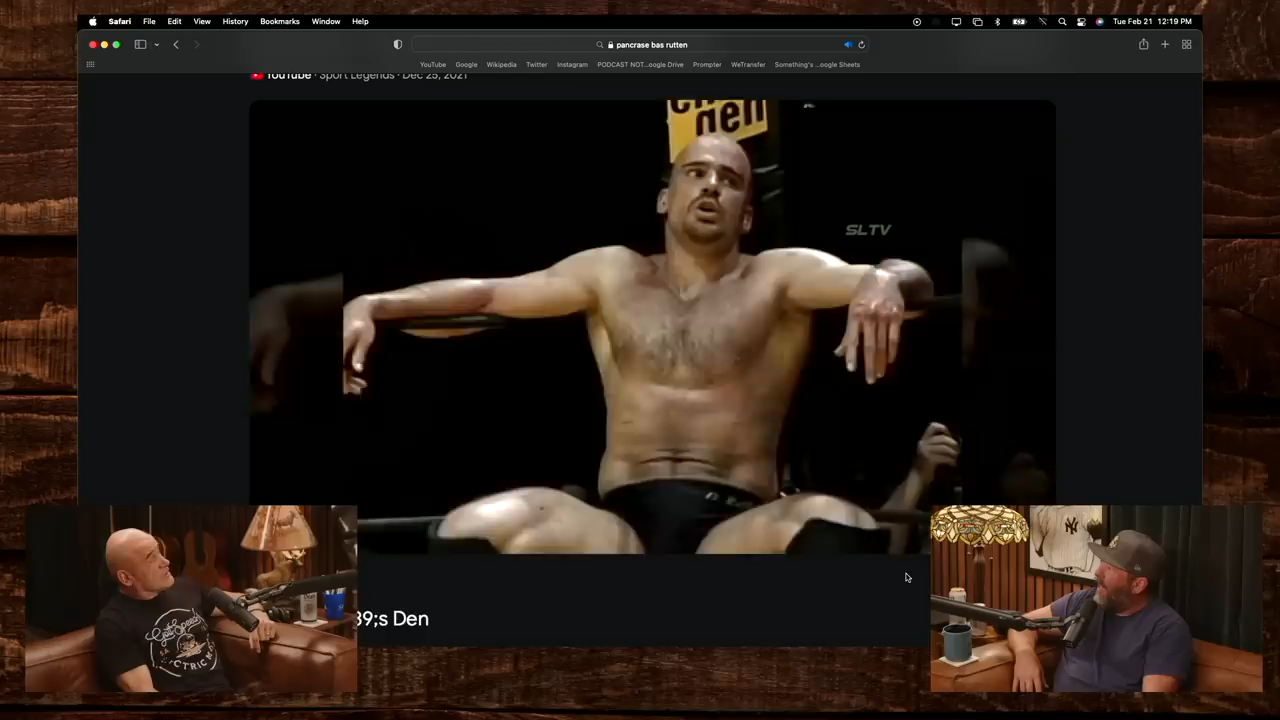 Safari File Edit View History Bookmarks Window Help
Tue Feb 21 12:19 PM
pancrase bas rutten
YouTube Google Wikipedia Twitter Instagram PODCAST NOT...oogle Drive Prompter WeTransfer Something's ...oogle Sheets
YouTube · Sport Legends · Dec 25, 2021
den
SLTV
39;s Den
NY